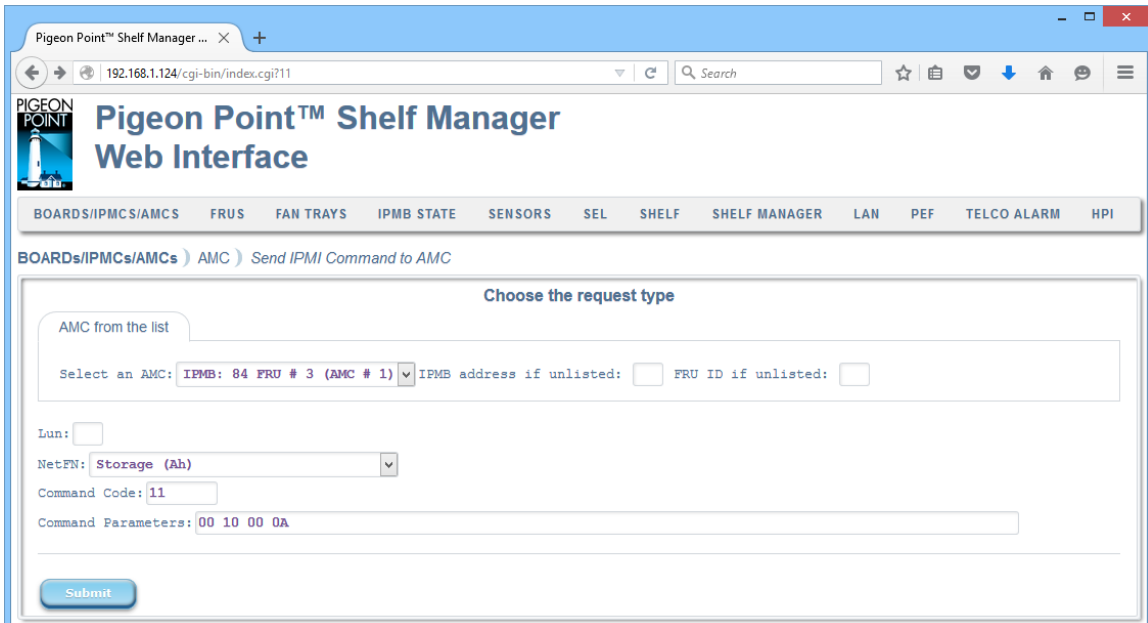 Pigeon Point™ Shelf Manager ...
192.168.1.124/cgi-bin/index.cgi?11
Search
PIGEON
POINT
Pigeon Point™ Shelf Manager
Web Interface
BOARDS/IPMCS/AMCS FRUS FAN TRAYS IPMB STATE SENSORS SEL SHELF SHELF MANAGER LAN PEF TELCO ALARM HPI
BOARDs/IPMCs/AMCs AMC Send IPMI Command to AMC
Choose the request type
AMC from the list
Select an AMC: IPMB: 84 FRU # 3 (AMC # 1) IPMB address if unlisted: FRU ID if unlisted:
Lun:
NetFN: Storage (Ah)
Command Code: 11
Command Parameters: 00 10 00 0A
Submit